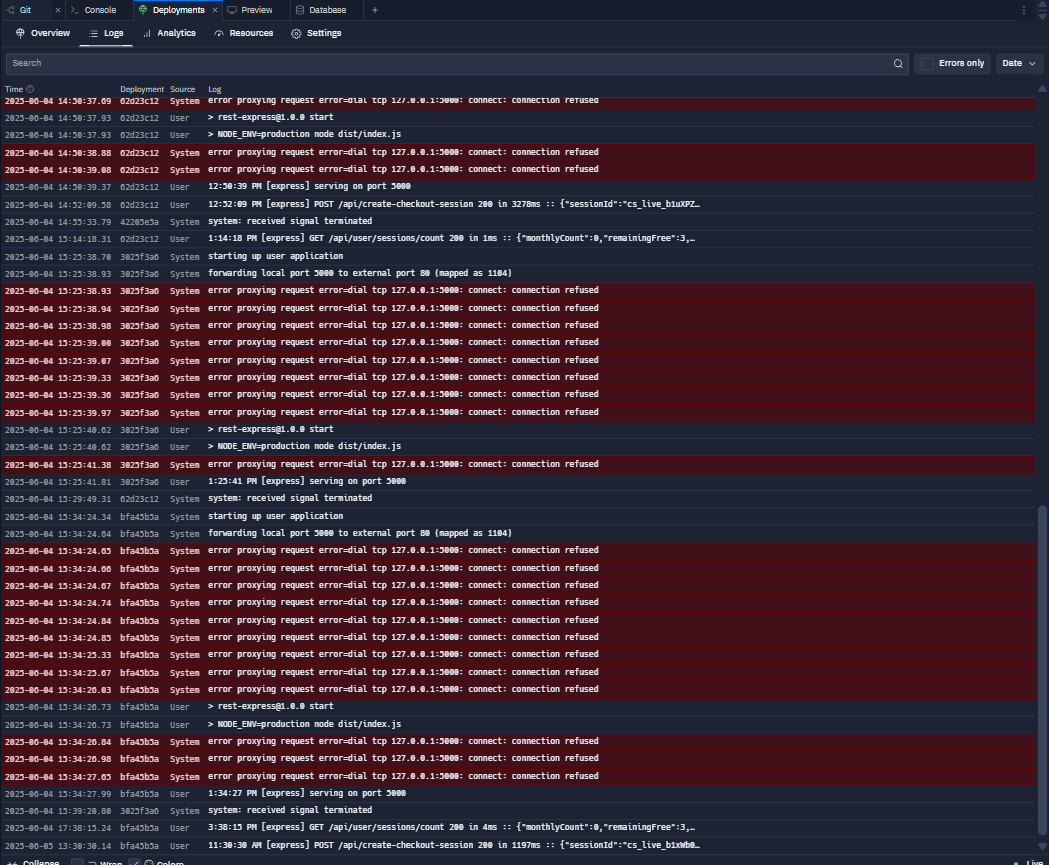 Git × Console Deployments × Preview Database +
Overview Logs Analytics Resources Settings
Search Errors only Date
Time Deployment Source Log
2025-06-04 14:50:37.69 62d23c12 System error proxying request error=dial tcp 127.0.0.1:5000: connect: connection refused
2025-06-04 14:50:37.93 62d23c12 User > rest-express@1.0.0 start
2025-06-04 14:50:37.93 62d23c12 User > NODE_ENV=production node dist/index.js
2025-06-04 14:50:38.88 62d23c12 System error proxying request error=dial tcp 127.0.0.1:5000: connect: connection refused
2025-06-04 14:50:39.08 62d23c12 System error proxying request error=dial tcp 127.0.0.1:5000: connect: connection refused
2025-06-04 14:50:39.37 62d23c12 User 12:50:39 PM [express] serving on port 5000
2025-06-04 14:52:09.58 62d23c12 User 12:52:09 PM [express] POST /api/create-checkout-session 200 in 3278ms :: {"sessionId":"cs_live_b1uXPZ…
2025-06-04 14:55:33.79 42205e5a System system: received signal terminated
2025-06-04 15:14:18.31 62d23c12 User 1:14:18 PM [express] GET /api/user/sessions/count 200 in 1ms :: {"monthlyCount":0,"remainingFree":3,…
2025-06-04 15:25:38.70 3025f3a6 System starting up user application
2025-06-04 15:25:38.93 3025f3a6 System forwarding local port 5000 to external port 80 (mapped as 1104)
2025-06-04 15:25:38.93 3025f3a6 System error proxying request error=dial tcp 127.0.0.1:5000: connect: connection refused
2025-06-04 15:25:38.94 3025f3a6 System error proxying request error=dial tcp 127.0.0.1:5000: connect: connection refused
2025-06-04 15:25:38.98 3025f3a6 System error proxying request error=dial tcp 127.0.0.1:5000: connect: connection refused
2025-06-04 15:25:39.00 3025f3a6 System error proxying request error=dial tcp 127.0.0.1:5000: connect: connection refused
2025-06-04 15:25:39.07 3025f3a6 System error proxying request error=dial tcp 127.0.0.1:5000: connect: connection refused
2025-06-04 15:25:39.33 3025f3a6 System error proxying request error=dial tcp 127.0.0.1:5000: connect: connection refused
2025-06-04 15:25:39.36 3025f3a6 System error proxying request error=dial tcp 127.0.0.1:5000: connect: connection refused
2025-06-04 15:25:39.97 3025f3a6 System error proxying request error=dial tcp 127.0.0.1:5000: connect: connection refused
2025-06-04 15:25:40.62 3025f3a6 User > rest-express@1.0.0 start
2025-06-04 15:25:40.62 3025f3a6 User > NODE_ENV=production node dist/index.js
2025-06-04 15:25:41.38 3025f3a6 System error proxying request error=dial tcp 127.0.0.1:5000: connect: connection refused
2025-06-04 15:25:41.81 3025f3a6 User 1:25:41 PM [express] serving on port 5000
2025-06-04 15:29:49.31 62d23c12 System system: received signal terminated
2025-06-04 15:34:24.34 bfa45b5a System starting up user application
2025-06-04 15:34:24.64 bfa45b5a System forwarding local port 5000 to external port 80 (mapped as 1104)
2025-06-04 15:34:24.65 bfa45b5a System error proxying request error=dial tcp 127.0.0.1:5000: connect: connection refused
2025-06-04 15:34:24.66 bfa45b5a System error proxying request error=dial tcp 127.0.0.1:5000: connect: connection refused
2025-06-04 15:34:24.67 bfa45b5a System error proxying request error=dial tcp 127.0.0.1:5000: connect: connection refused
2025-06-04 15:34:24.74 bfa45b5a System error proxying request error=dial tcp 127.0.0.1:5000: connect: connection refused
2025-06-04 15:34:24.84 bfa45b5a System error proxying request error=dial tcp 127.0.0.1:5000: connect: connection refused
2025-06-04 15:34:24.85 bfa45b5a System error proxying request error=dial tcp 127.0.0.1:5000: connect: connection refused
2025-06-04 15:34:25.33 bfa45b5a System error proxying request error=dial tcp 127.0.0.1:5000: connect: connection refused
2025-06-04 15:34:25.67 bfa45b5a System error proxying request error=dial tcp 127.0.0.1:5000: connect: connection refused
2025-06-04 15:34:26.03 bfa45b5a System error proxying request error=dial tcp 127.0.0.1:5000: connect: connection refused
2025-06-04 15:34:26.73 bfa45b5a User > rest-express@1.0.0 start
2025-06-04 15:34:26.73 bfa45b5a User > NODE_ENV=production node dist/index.js
2025-06-04 15:34:26.84 bfa45b5a System error proxying request error=dial tcp 127.0.0.1:5000: connect: connection refused
2025-06-04 15:34:26.98 bfa45b5a System error proxying request error=dial tcp 127.0.0.1:5000: connect: connection refused
2025-06-04 15:34:27.65 bfa45b5a System error proxying request error=dial tcp 127.0.0.1:5000: connect: connection refused
2025-06-04 15:34:27.99 bfa45b5a User 1:34:27 PM [express] serving on port 5000
2025-06-04 15:39:20.80 3025f3a6 System system: received signal terminated
2025-06-04 17:38:15.24 bfa45b5a User 3:38:15 PM [express] GET /api/user/sessions/count 200 in 4ms :: {"monthlyCount":0,"remainingFree":3,…
2025-06-05 13:30:30.14 bfa45b5a User 11:30:30 AM [express] POST /api/create-checkout-session 200 in 1197ms :: {"sessionId":"cs_live_b1xWb0…
Collapse Wrap Colors Live